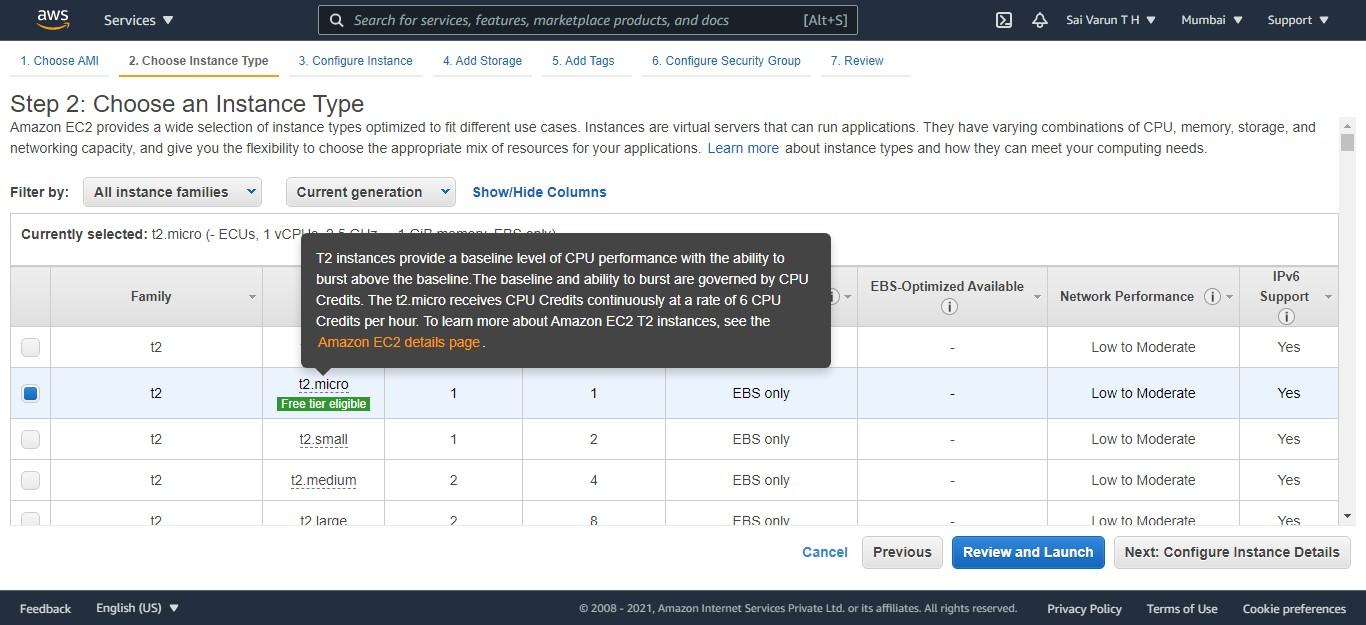 aws
Services
Search for services, features, marketplace products, and docs
[Alt+S]
Sai Varun T H
Mumbai
Support
1. Choose AMI
2. Choose Instance Type
3. Configure Instance
4. Add Storage
5. Add Tags
6. Configure Security Group
7. Review
Step 2: Choose an Instance Type
Amazon EC2 provides a wide selection of instance types optimized to fit different use cases. Instances are virtual servers that can run applications. They have varying combinations of CPU, memory, storage, and
networking capacity, and give you the flexibility to choose the appropriate mix of resources for your applications. Learn more about instance types and how they can meet your computing needs.
Filter by:
All instance families
Current generation
Show/Hide Columns
Currently selected: t2.micro (- ECUs, 1 vCPUs, 2.5 GHz, -, 1 GiB memory, EBS only)
T2 instances provide a baseline level of CPU performance with the ability to
burst above the baseline.The baseline and ability to burst are governed by CPU
Credits. The t2.micro receives CPU Credits continuously at a rate of 6 CPU
Credits per hour. To learn more about Amazon EC2 T2 instances, see the
Amazon EC2 details page.
Family
EBS-Optimized Available
Network Performance
IPv6
Support
t2 - Low to Moderate Yes
t2 t2.micro 1 1 EBS only - Low to Moderate Yes
Free tier eligible
t2 t2.small 1 2 EBS only - Low to Moderate Yes
t2 t2.medium 2 4 EBS only - Low to Moderate Yes
t2 t2.large 2 8 EBS only - Low to Moderate Yes
Cancel
Previous
Review and Launch
Next: Configure Instance Details
Feedback
English (US)
© 2008 - 2021, Amazon Internet Services Private Ltd. or its affiliates. All rights reserved.
Privacy Policy
Terms of Use
Cookie preferences